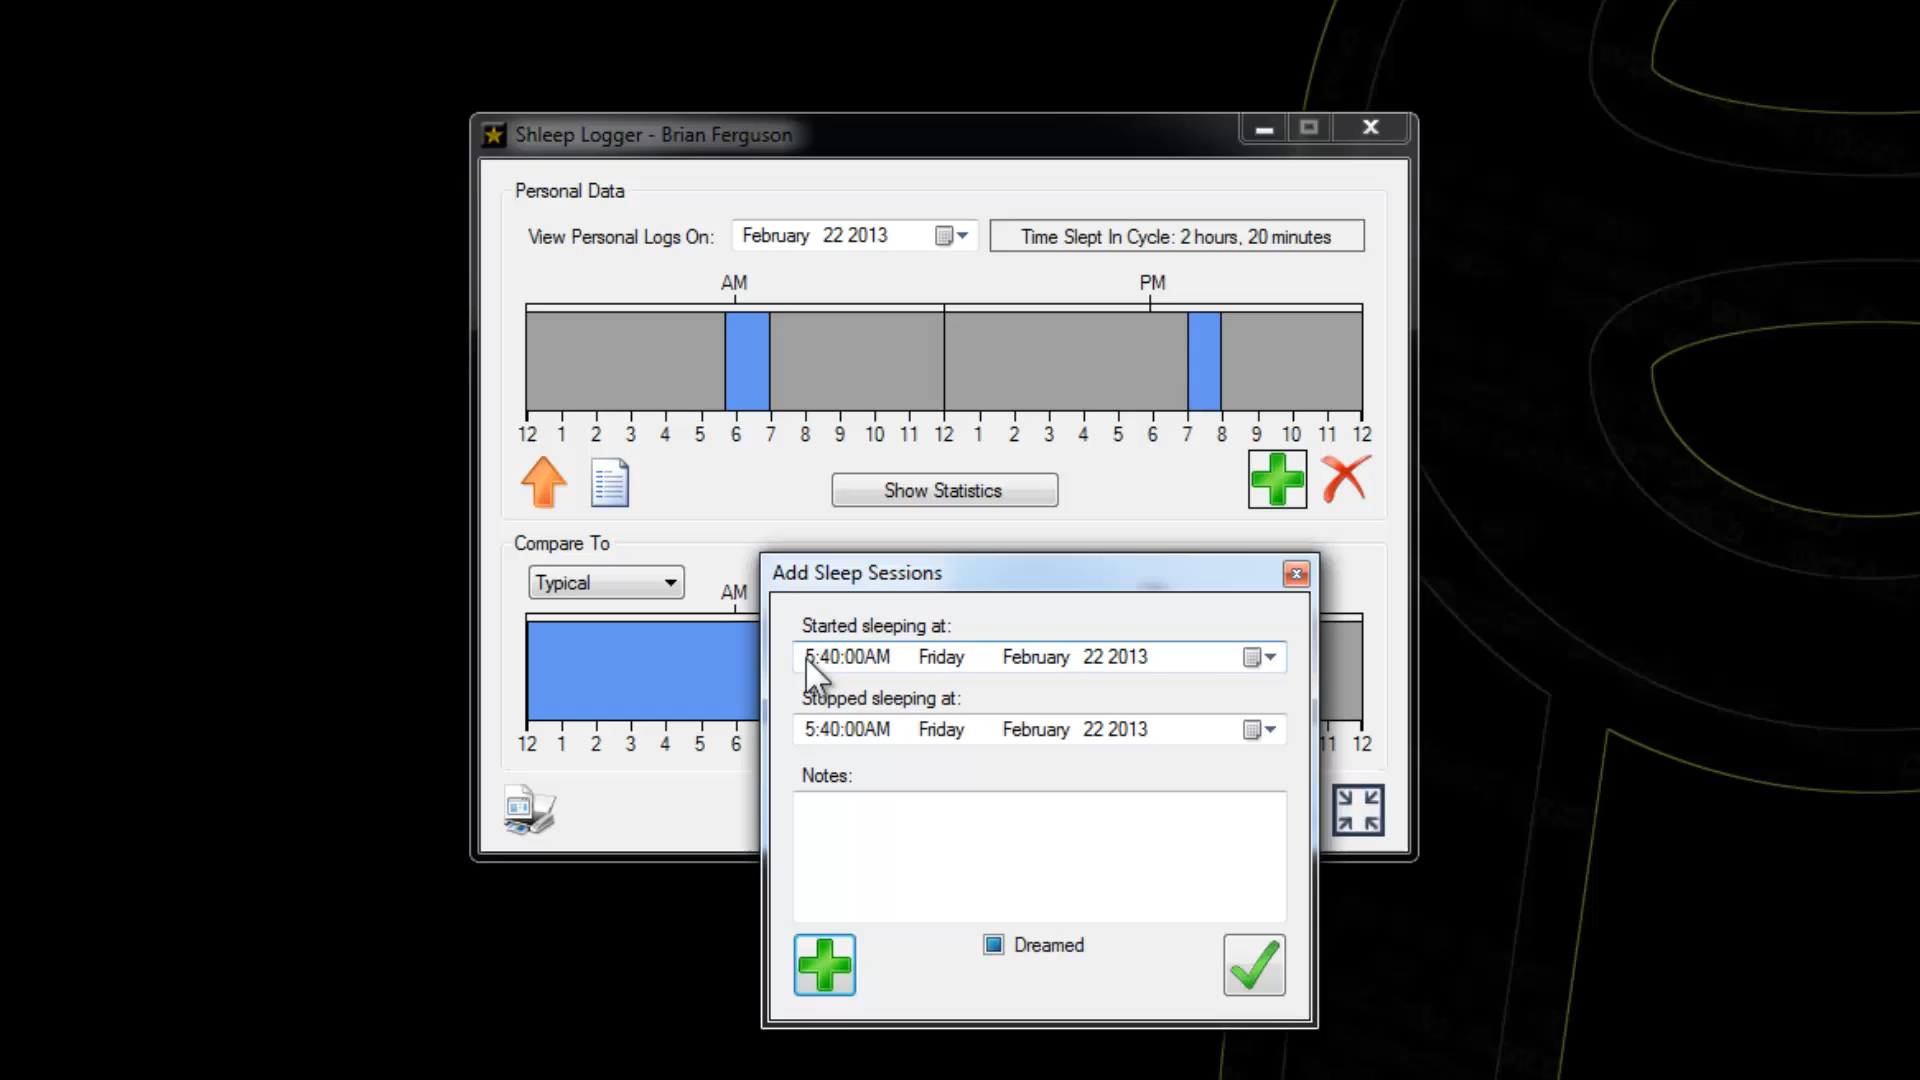 Shleep Logger - Brian Ferguson
Personal Data
View Personal Logs On: February 22 2013 Time Slept In Cycle: 2 hours, 20 minutes
AM PM
12 1 2 3 4 5 6 7 8 9 10 11 12 1 2 3 4 5 6 7 8 9 10 11 12
Show Statistics
Compare To
Typical AM
12 1 2 3 4 5 6 11 12
Add Sleep Sessions
Started sleeping at:
5:40:00AM Friday February 22 2013
Stopped sleeping at:
5:40:00AM Friday February 22 2013
Notes:
Dreamed